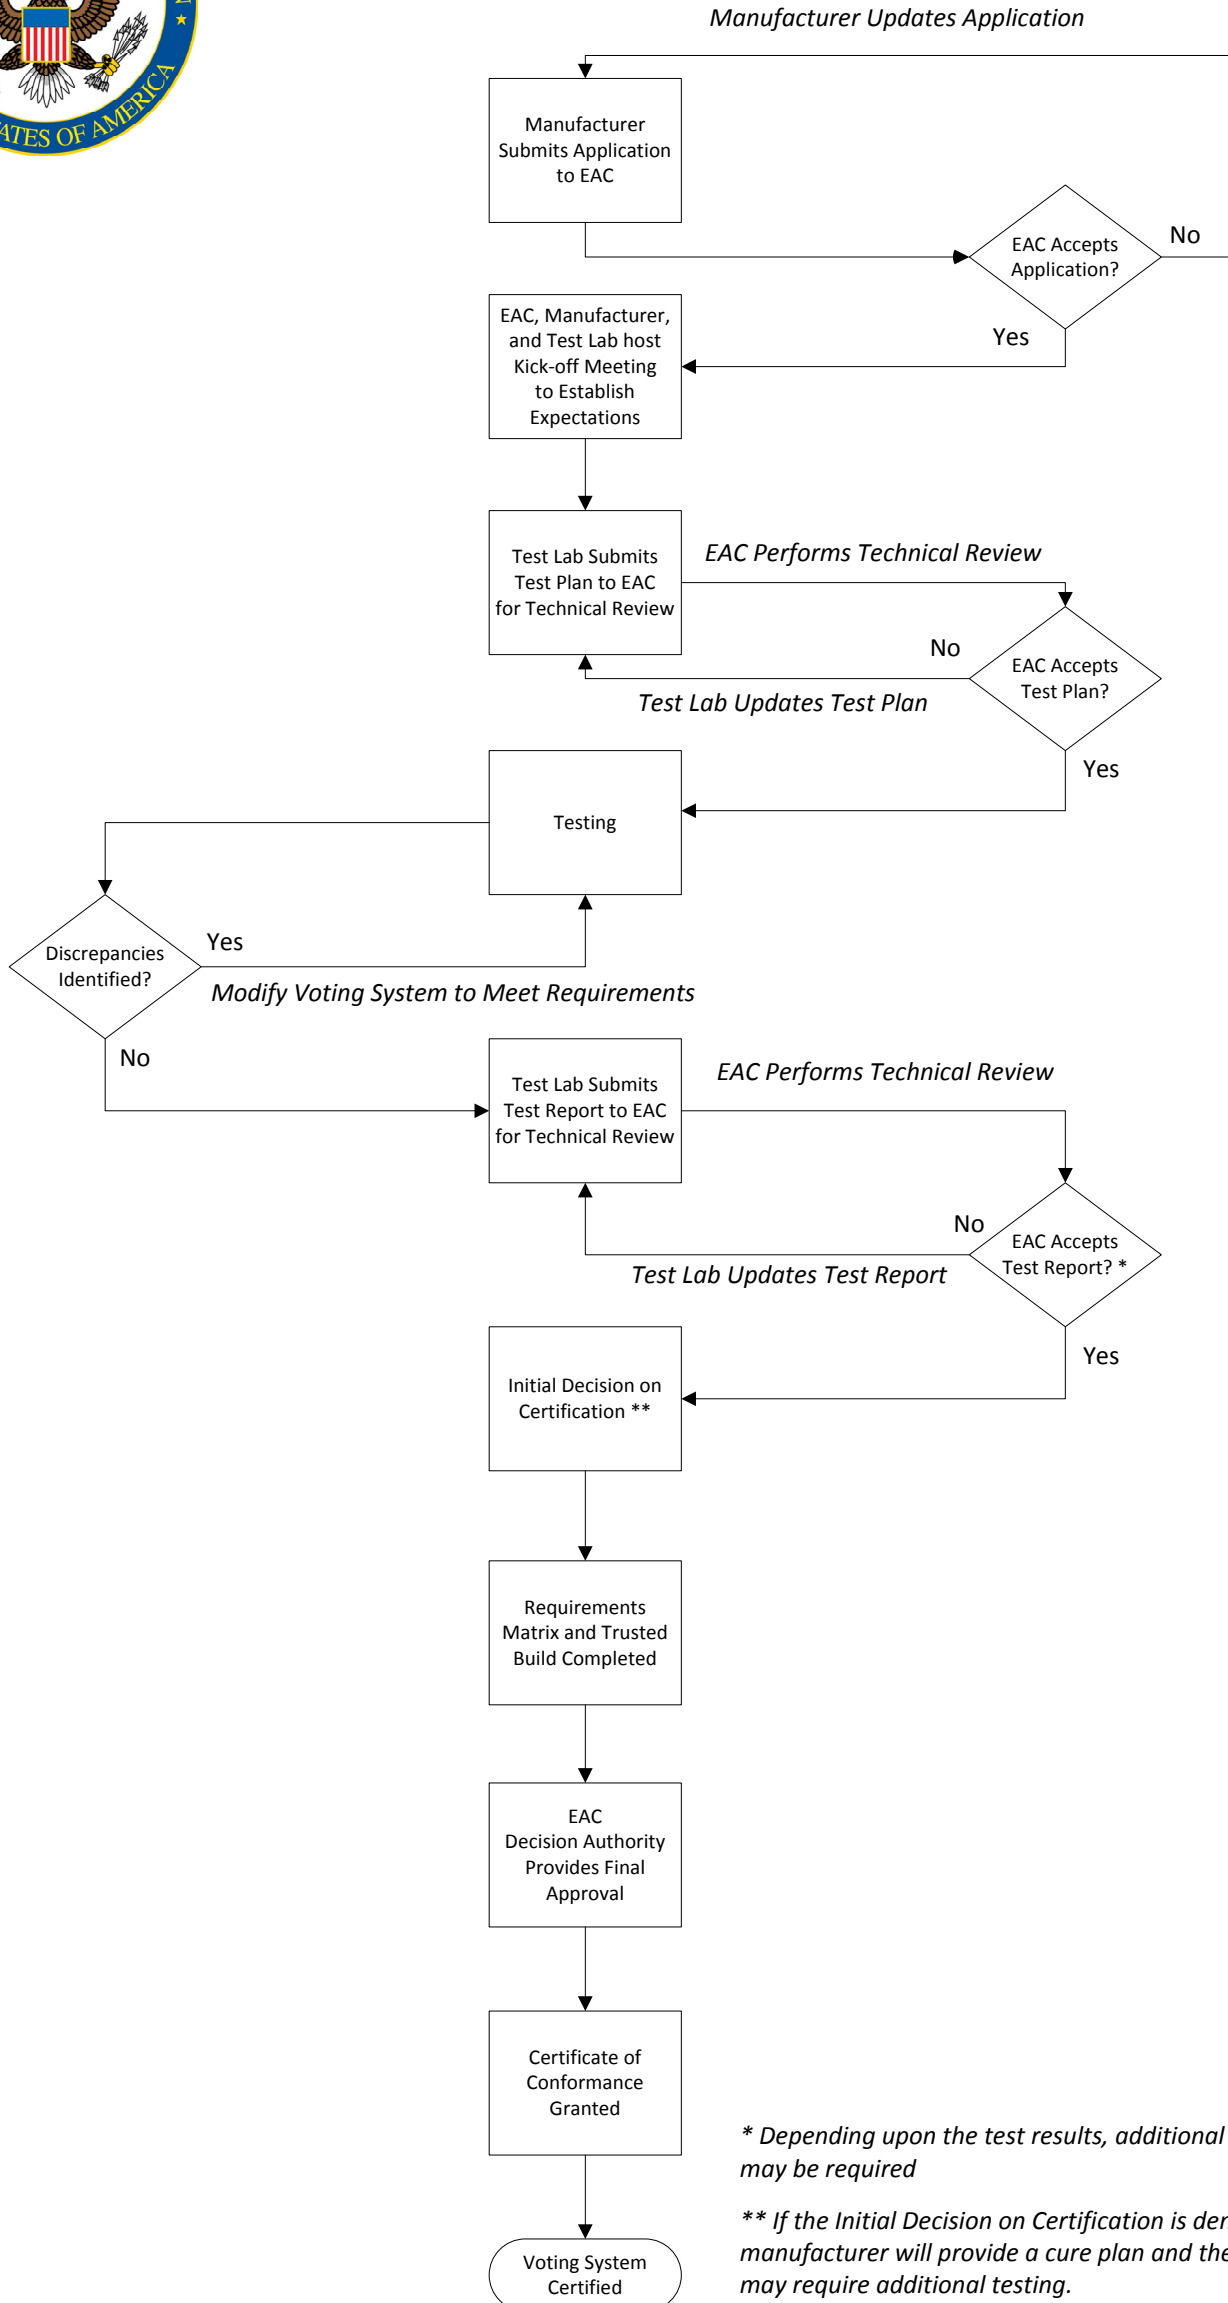 TATES OF AMERICA
Manufacturer Updates Application
Manufacturer
Submits Application
to EAC
EAC Accepts
Application?
No
Yes
EAC, Manufacturer,
and Test Lab host
Kick-off Meeting
to Establish
Expectations
Test Lab Submits
Test Plan to EAC
for Technical Review
EAC Performs Technical Review
No
EAC Accepts
Test Plan?
Test Lab Updates Test Plan
Yes
Testing
Discrepancies
Identified?
Yes
Modify Voting System to Meet Requirements
No
Test Lab Submits
Test Report to EAC
for Technical Review
EAC Performs Technical Review
No
EAC Accepts
Test Report? *
Test Lab Updates Test Report
Yes
Initial Decision on
Certification **
Requirements
Matrix and Trusted
Build Completed
EAC
Decision Authority
Provides Final
Approval
Certificate of
Conformance
Granted
* Depending upon the test results, additional
may be required
** If the Initial Decision on Certification is
manufacturer will provide a cure plan and the
may require additional testing.
Voting System
Certified